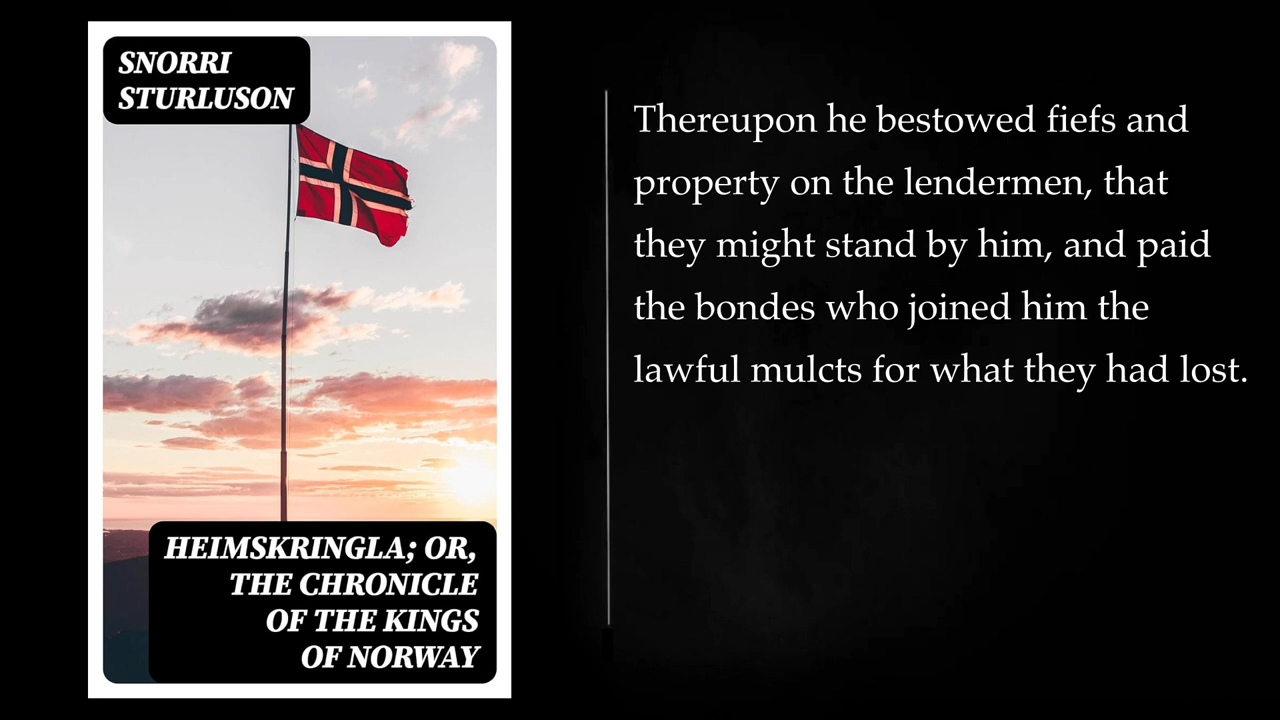 SNORRI
STURLUSON
HEIMSKRINGLA; OR,
THE CHRONICLE
OF THE KINGS
OF NORWAY
Thereupon he bestowed fiefs and
property on the lendermen, that
they might stand by him, and paid
the bondes who joined him the
lawful mulcts for what they had lost.